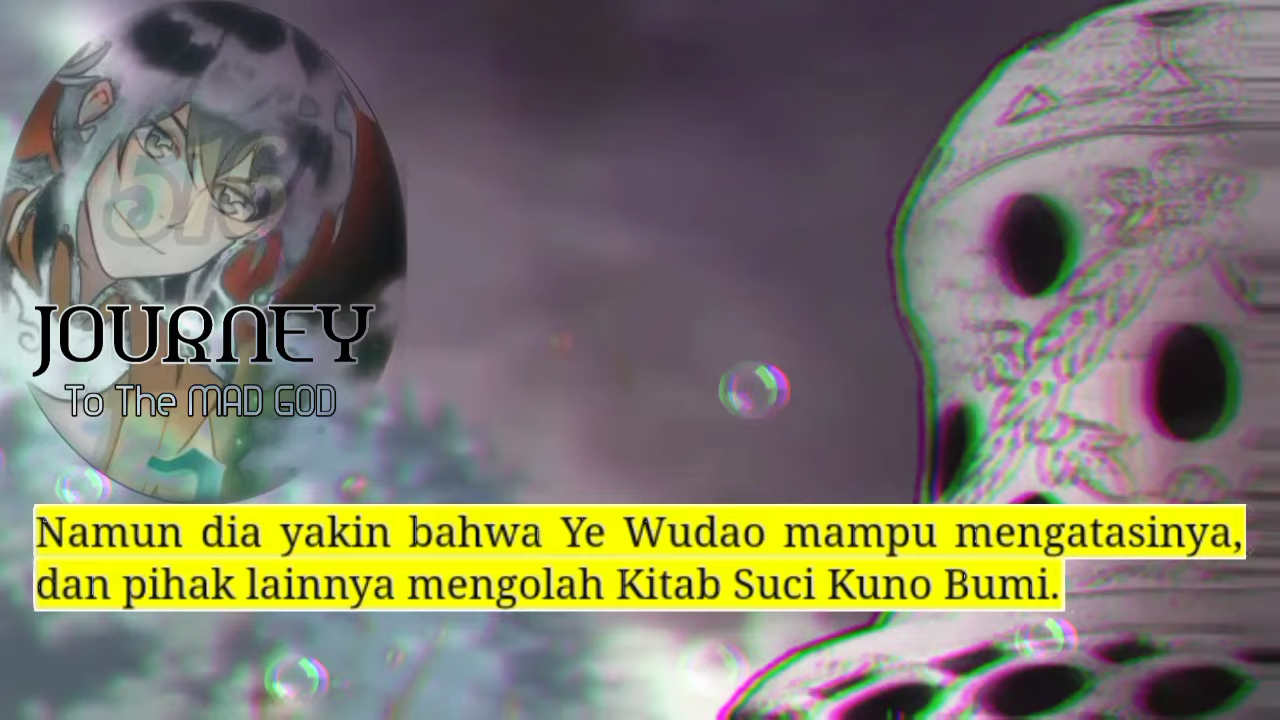 JOURNEY
To The MAD GOD
Namun dia yakin bahwa Ye Wudao mampu mengatasinya,
dan pihak lainnya mengolah Kitab Suci Kuno Bumi.